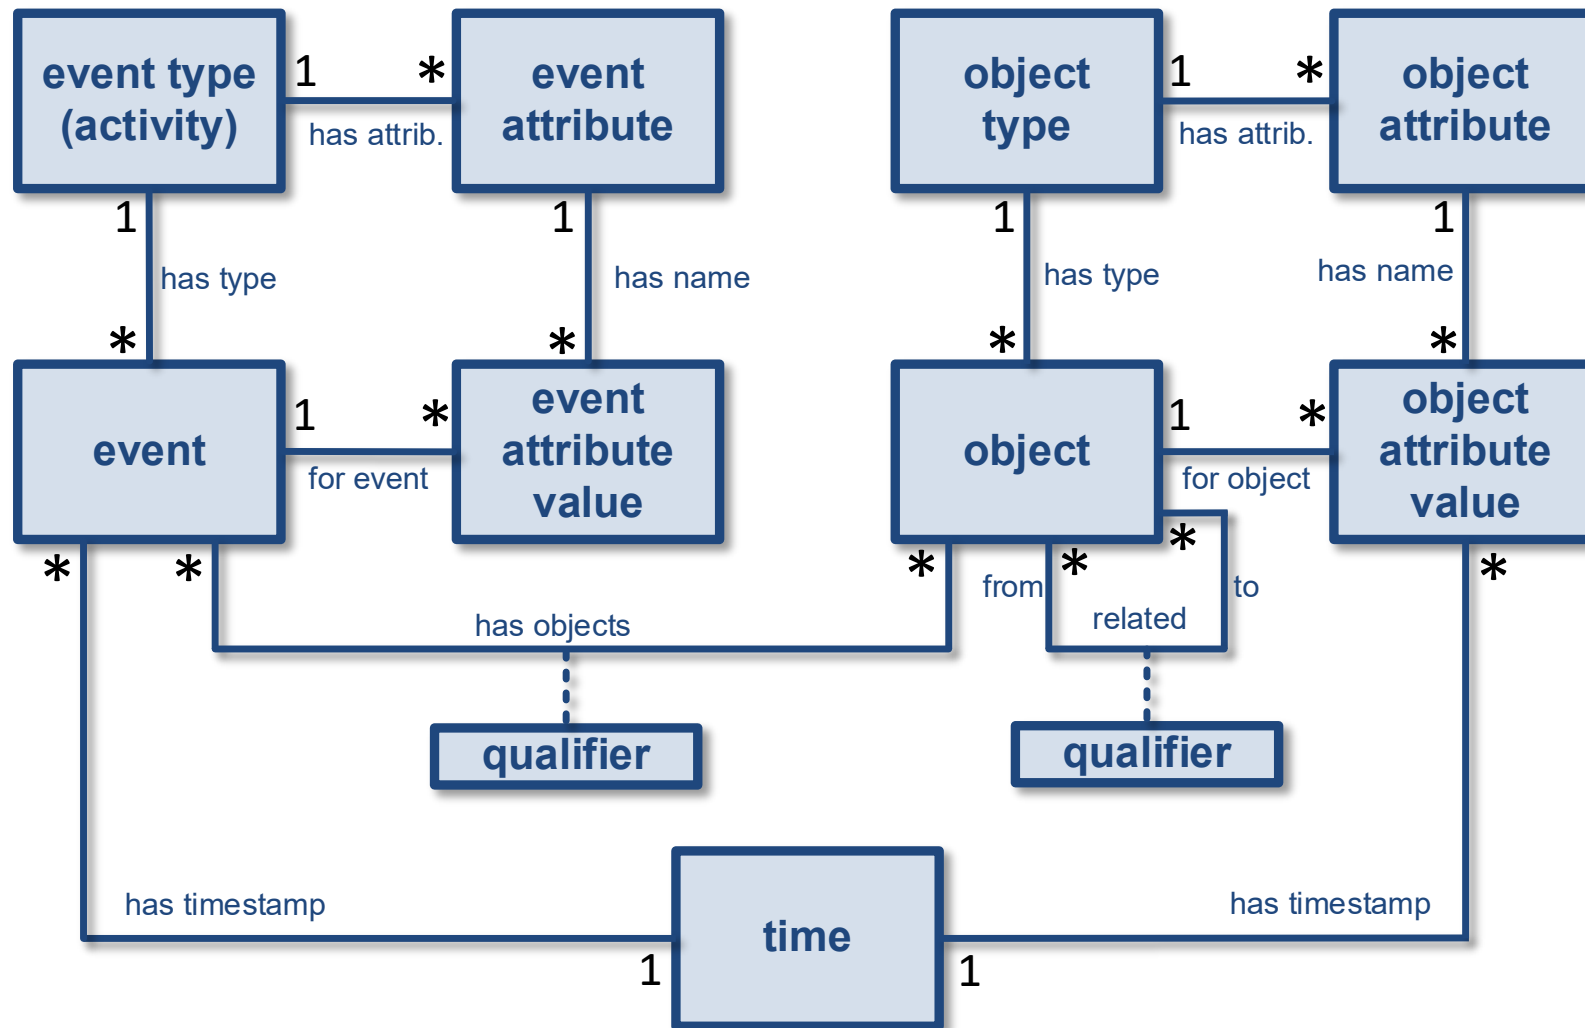 event type
(activity)
1
*
has attrib.
event
attribute
object
type
1
*
has attrib.
object
attribute
1
has type
*
1
has name
*
1
has type
*
1
has name
*
event
1
*
for event
event
attribute
value
object
1
*
for object
object
attribute
value
*
*
has objects
*
from
*
related
*
to
*
qualifier
qualifier
has timestamp
1
time
1
has timestamp